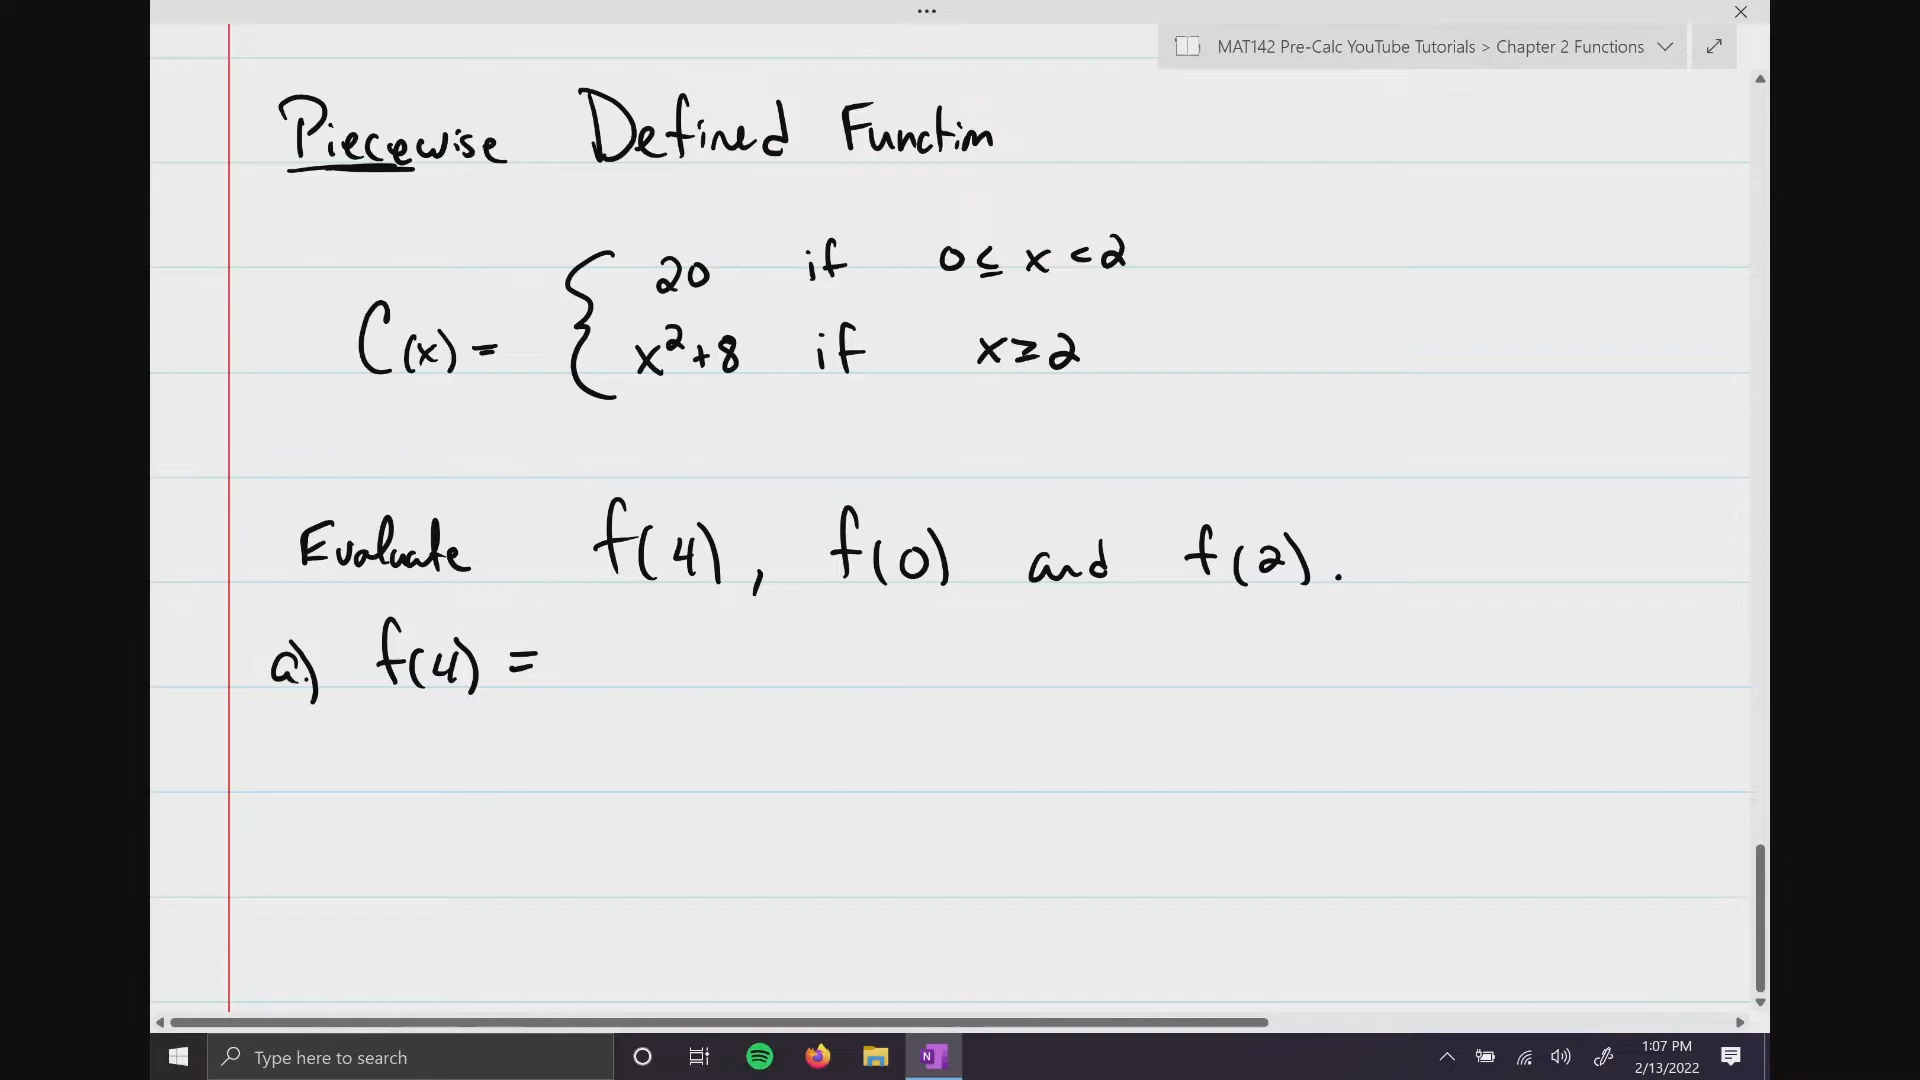 ...
MAT142 Pre-Calc YouTube Tutorials > Chapter 2 Functions
Piecewise Defined Function
C(x) = { 20 if 0 ≤ x < 2
x²+8 if x ≥ 2
Evaluate f(4), f(0) and f(2).
a.) f(4) =
Type here to search
N
1:07 PM
2/13/2022